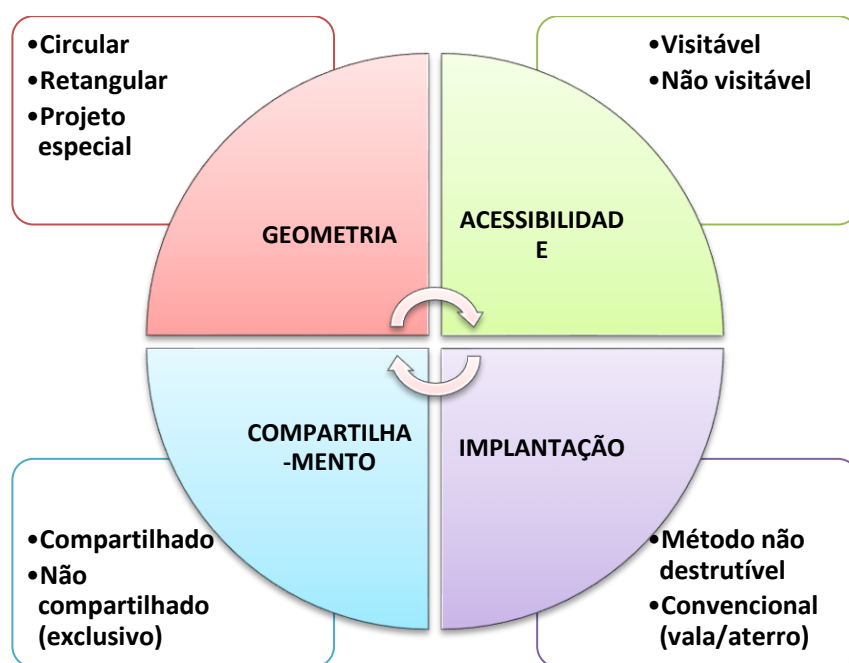 •Circular
•Retangular
•Projeto
especial
•Visitável
•Não visitável
GEOMETRIA
ACESSIBILIDAD
E
COMPARTILHA
-MENTO
IMPLANTAÇÃO
•Compartilhado
•Não
compartilhado
(exclusivo)
•Método não
destrutível
•Convencional
(vala/aterro)